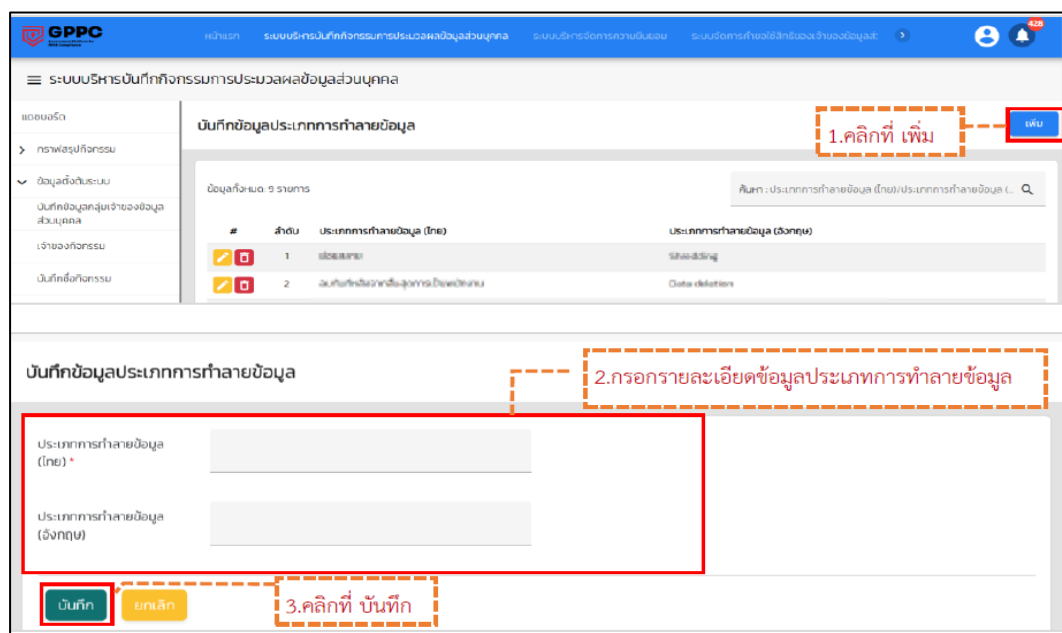 GPPC
หน้าแรก ระบบบริหารบันทึกกิจกรรมการประมวลผลข้อมูลส่วนบุคคล ระบบบริหารจัดการความยินยอม ระบบจัดการคำขอใช้สิทธิของเจ้าของข้อมูลส่ 428
ระบบบริหารบันทึกกิจกรรมการประมวลผลข้อมูลส่วนบุคคล
แดชบอร์ด
กราฟสรุปกิจกรรม
ข้อมูลตั้งต้นระบบ
บันทึกข้อมูลกลุ่มเจ้าของข้อมูล
ส่วนบุคคล
เจ้าของกิจกรรม
บันทึกชื่อกิจกรรม
บันทึกข้อมูลประเภทการทำลายข้อมูล
1.คลิกที่ เพิ่ม
เพิ่ม
ข้อมูลทั้งหมด. 9 รายการ
ค้นหา : ประเภทการทำลายข้อมูล (ไทย)/ประเภทการทำลายข้อมูล (...
# ลำดับ ประเภทการทำลายข้อมูล (ไทย) ประเภทการทำลายข้อมูล (อังกฤษ)
1 Shredding
2 Data deletion
บันทึกข้อมูลประเภทการทำลายข้อมูล
2.กรอกรายละเอียดข้อมูลประเภทการทำลายข้อมูล
ประเภทการทำลายข้อมูล
(ไทย) *
ประเภทการทำลายข้อมูล
(อังกฤษ)
บันทึก
ยกเลิก
3.คลิกที่ บันทึก